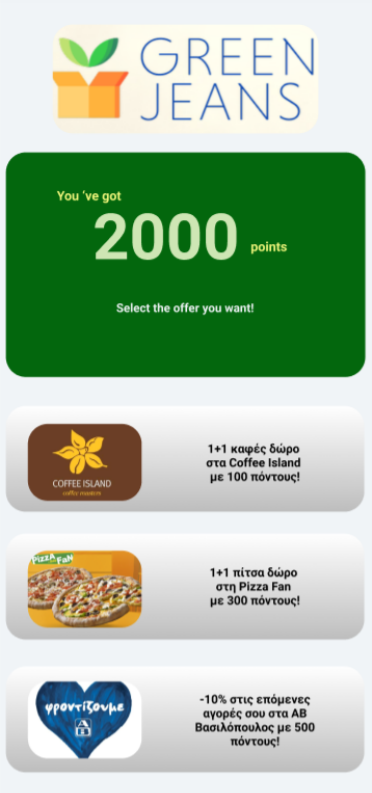 GREEN
JEANS
You ‘ve got
2000 points
Select the offer you want!
COFFEE ISLAND
coffee masters
1+1 καφές δώρο
στα Coffee Island
με 100 πόντους!
PIZZA FAN
1+1 πίτσα δώρο
στη Pizza Fan
με 300 πόντους!
φροντίζουμε
ΑΒ
-10% στις επόμενες
αγορές σου στα ΑΒ
Βασιλόπουλος με 500
πόντους!